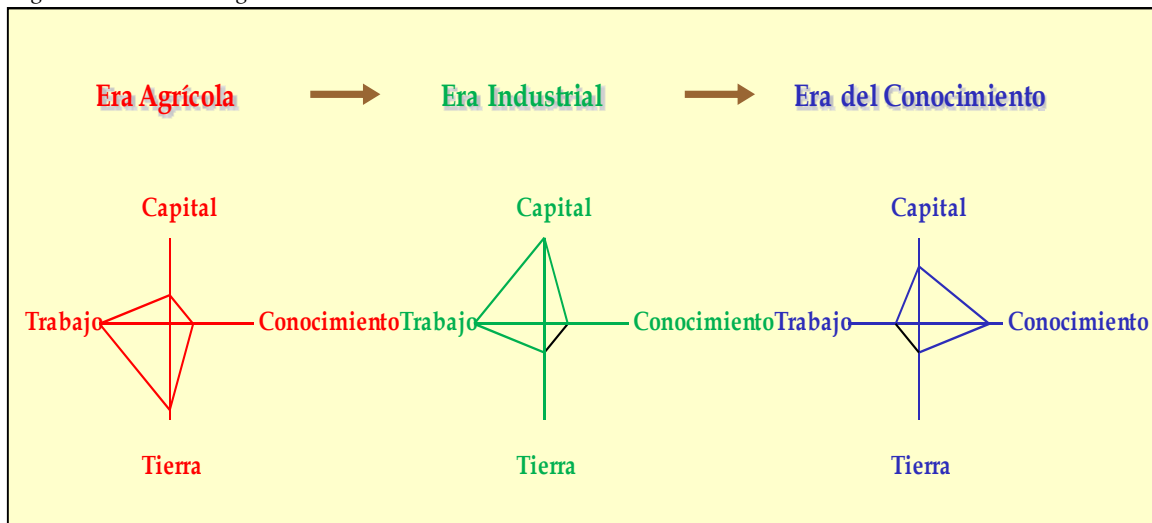 Era Agrícola
Era Industrial
Era del Conocimiento
Capital
Capital
Capital
Trabajo
Conocimiento
Trabajo
Conocimiento
Trabajo
Conocimiento
Tierra
Tierra
Tierra